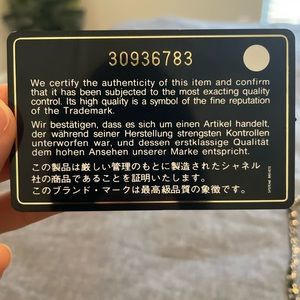 30936783
We certify the authenticity of this item and confirm
that it has been subjected to the most exacting quality
control. Its high quality is a symbol of the fine reputation
of the Trademark.
Wir bestätigen, dass es sich um einen Artikel handelt,
der während seiner Herstellung strengsten Kontrollen
unterworfen war, und dessen erstklassige Qualität
dem hohen Ansehen unserer Marke entspricht.
この製品は厳しい管理のもとに製造されたシャネル
社の商品であることを証明いたします。
このブランド・マークは最高級品質の象徴です。